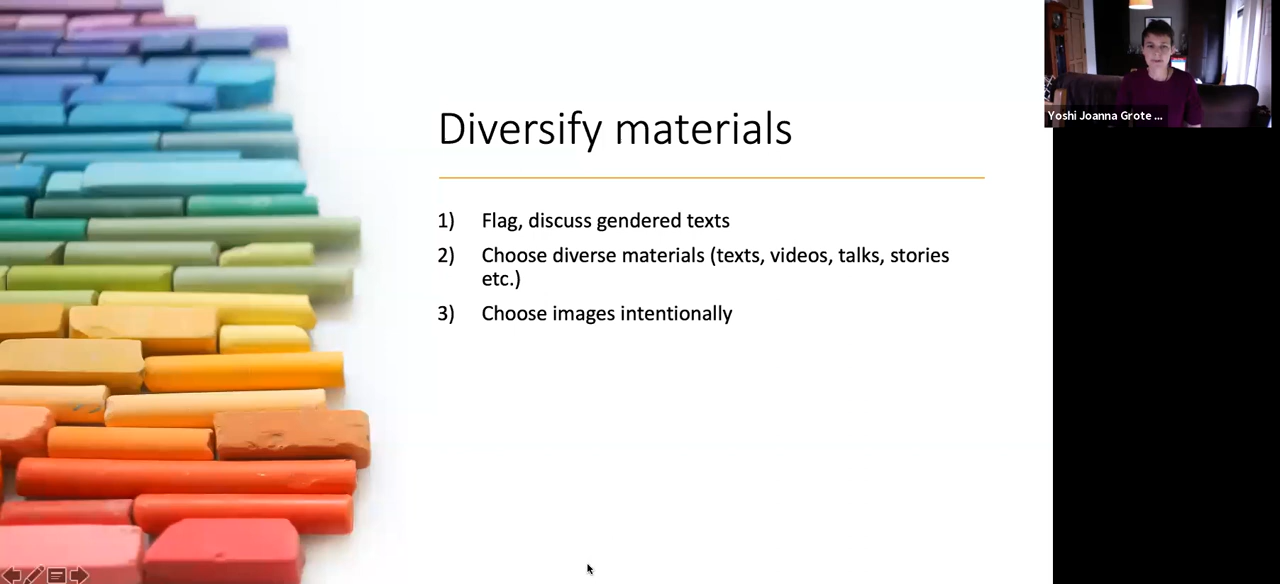 Diversify materials
1) Flag, discuss gendered texts
2) Choose diverse materials (texts, videos, talks, stories
etc.)
3) Choose images intentionally
Yoshi Joanna Grote ...